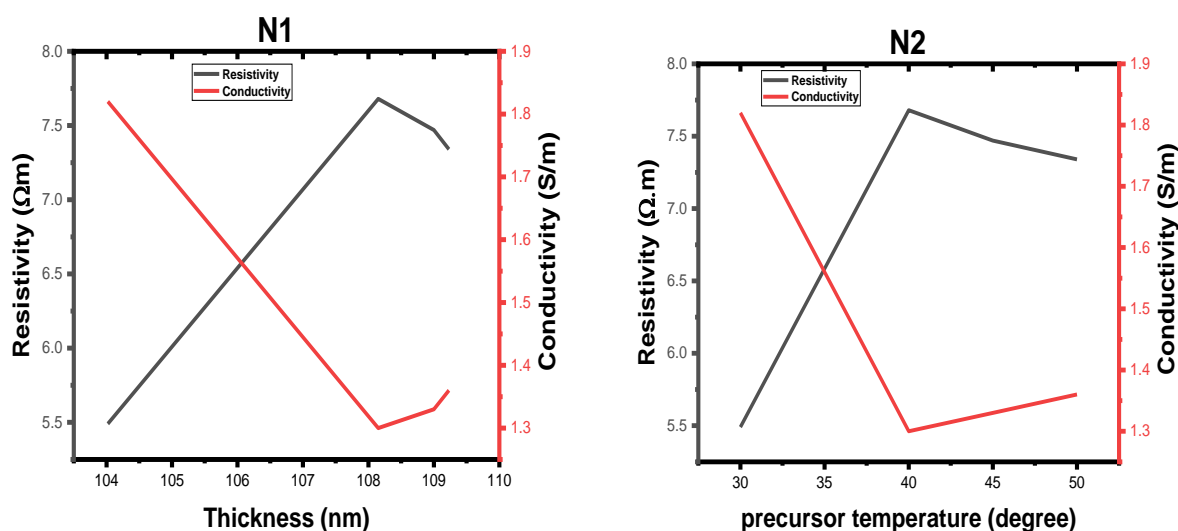 N1
Resistivity
Conductivity
Resistivity (Ωm)
8.0
7.5
7.0
6.5
6.0
5.5
1.9
1.8
1.7
1.6
1.5
1.4
1.3
Conductivity (S/m)
104 105 106 107 108 109 110
Thickness (nm)
N2
Resistivity
Conductivity
Resistivity (Ω.m)
8.0
7.5
7.0
6.5
6.0
5.5
1.9
1.8
1.7
1.6
1.5
1.4
1.3
Conductivity (S/m)
30 35 40 45 50
precursor temperature (degree)